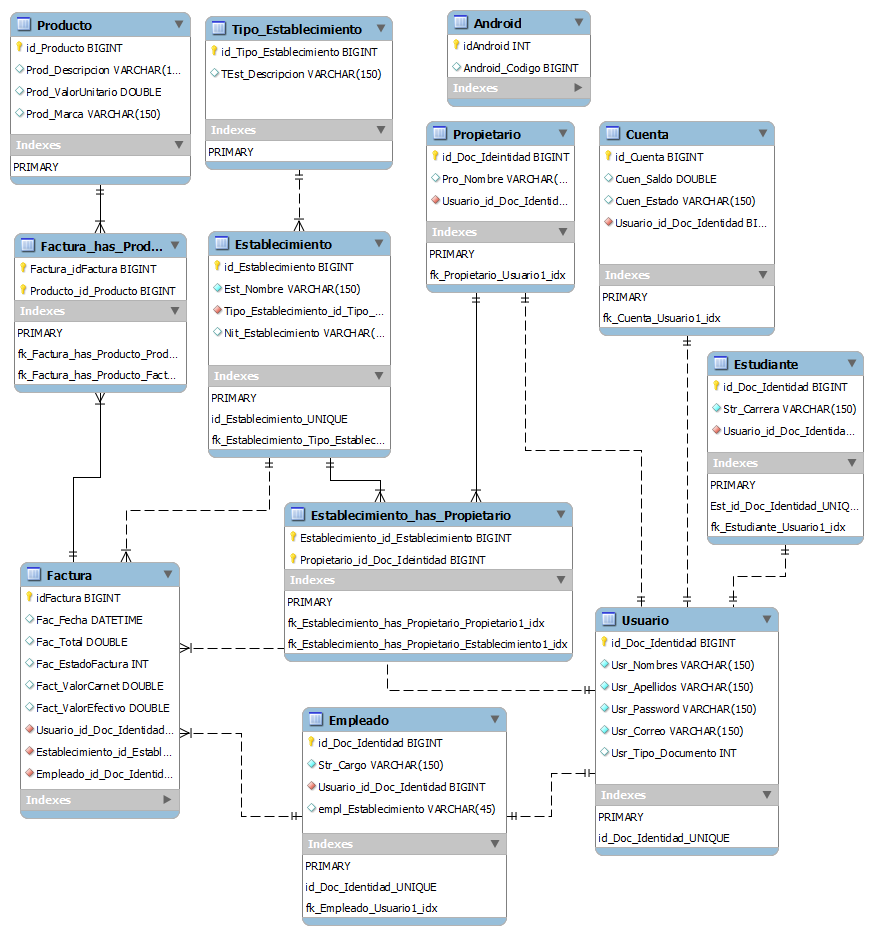 Producto
id_Producto BIGINT
Prod_Descripcion VARCHAR(1...
Prod_ValorUnitario DOUBLE
Prod_Marca VARCHAR(150)
Indexes
PRIMARY
Tipo_Establecimiento
id_Tipo_Establecimiento BIGINT
TEst_Descripcion VARCHAR(150)
Indexes
PRIMARY
Android
idAndroid INT
Android_Codigo BIGINT
Indexes
Propietario
id_Doc_Ideintidad BIGINT
Pro_Nombre VARCHAR(...
Usuario_id_Doc_Identid...
Indexes
PRIMARY
fk_Propietario_Usuario1_idx
Cuenta
id_Cuenta BIGINT
Cuen_Saldo DOUBLE
Cuen_Estado VARCHAR(150)
Usuario_id_Doc_Identidad BI...
Indexes
PRIMARY
fk_Cuenta_Usuario1_idx
Factura_has_Prod...
Factura_idFactura BIGINT
Producto_id_Producto BIGINT
Indexes
PRIMARY
fk_Factura_has_Producto_Prod...
fk_Factura_has_Producto_Fact...
Establecimiento
id_Establecimiento BIGINT
Est_Nombre VARCHAR(150)
Tipo_Establecimiento_id_Tipo_...
Nit_Establecimiento VARCHAR(...
Indexes
PRIMARY
id_Establecimiento_UNIQUE
fk_Establecimiento_Tipo_Establec...
Estudiante
id_Doc_Identidad BIGINT
Str_Carrera VARCHAR(150)
Usuario_id_Doc_Identida...
Indexes
PRIMARY
Est_id_Doc_Identidad_UNIQ...
fk_Estudiante_Usuario1_idx
Establecimiento_has_Propietario
Establecimiento_id_Establecimiento BIGINT
Propietario_id_Doc_Ideintidad BIGINT
Indexes
PRIMARY
fk_Establecimiento_has_Propietario_Propietario1_idx
fk_Establecimiento_has_Propietario_Establecimiento1_idx
Factura
idFactura BIGINT
Fac_Fecha DATETIME
Fac_Total DOUBLE
Fac_EstadoFactura INT
Fact_ValorCarnet DOUBLE
Fact_ValorEfectivo DOUBLE
Usuario_id_Doc_Identidad...
Establecimiento_id_Establ...
Empleado_id_Doc_Identid...
Indexes
Usuario
id_Doc_Identidad BIGINT
Usr_Nombres VARCHAR(150)
Usr_Apellidos VARCHAR(150)
Usr_Password VARCHAR(150)
Usr_Correo VARCHAR(150)
Usr_Tipo_Documento INT
Indexes
PRIMARY
id_Doc_Identidad_UNIQUE
Empleado
id_Doc_Identidad BIGINT
Str_Cargo VARCHAR(150)
Usuario_id_Doc_Identidad BIGINT
empl_Establecimiento VARCHAR(45)
Indexes
PRIMARY
id_Doc_Identidad_UNIQUE
fk_Empleado_Usuario1_idx